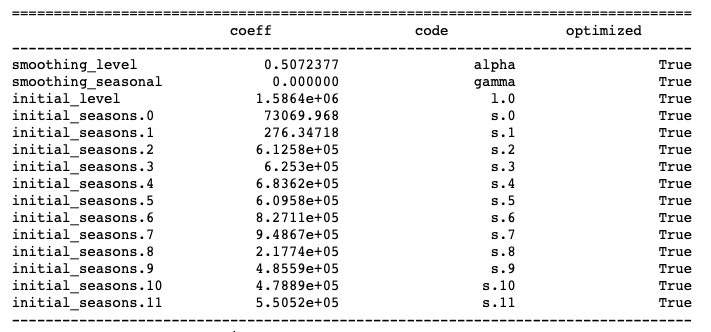 coeff code optimized
smoothing_level 0.5072377 alpha True
smoothing_seasonal 0.000000 gamma True
initial_level 1.5864e+06 l.0 True
initial_seasons.0 73069.968 s.0 True
initial_seasons.1 276.34718 s.1 True
initial_seasons.2 6.1258e+05 s.2 True
initial_seasons.3 6.253e+05 s.3 True
initial_seasons.4 6.8362e+05 s.4 True
initial_seasons.5 6.0958e+05 s.5 True
initial_seasons.6 8.2711e+05 s.6 True
initial_seasons.7 9.4867e+05 s.7 True
initial_seasons.8 2.1774e+05 s.8 True
initial_seasons.9 4.8559e+05 s.9 True
initial_seasons.10 4.7889e+05 s.10 True
initial_seasons.11 5.5052e+05 s.11 True